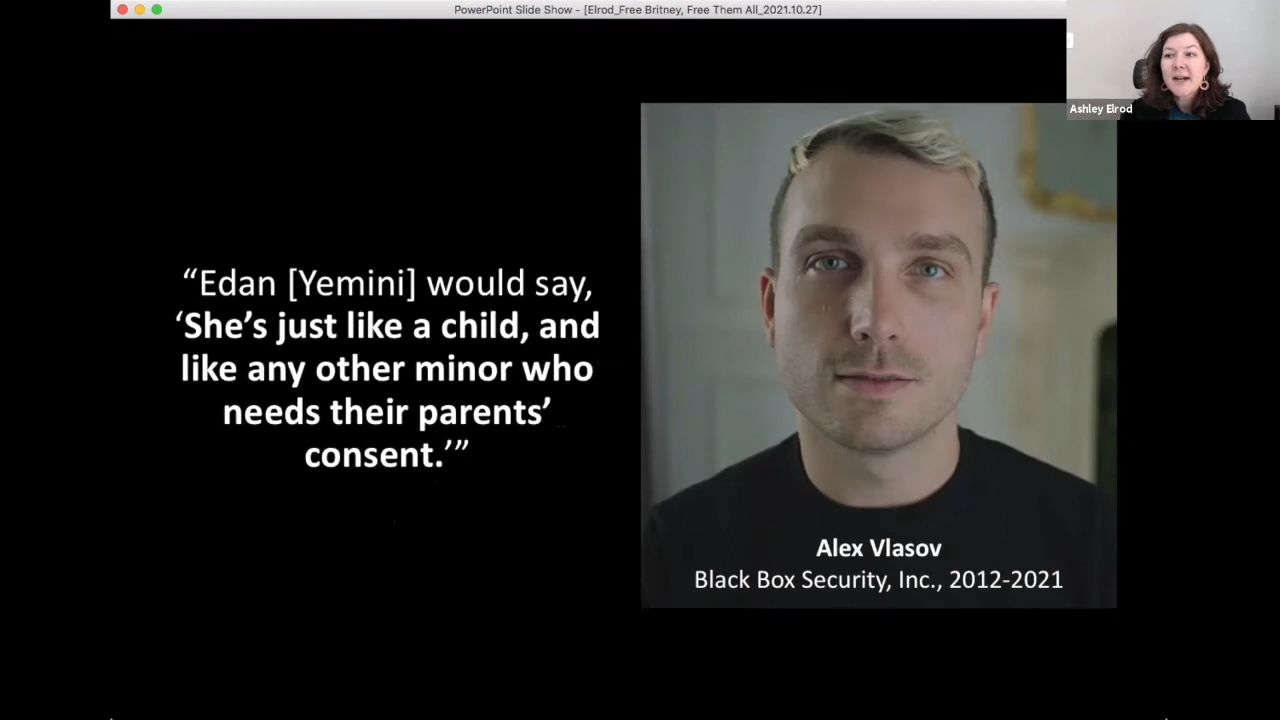 PowerPoint Slide Show - [Elrod_Free Britney, Free Them All_2021.10.27]
Ashley Elrod
“Edan [Yemini] would say,
‘She’s just like a child, and
like any other minor who
needs their parents’
consent.’”
Alex Vlasov
Black Box Security, Inc., 2012-2021